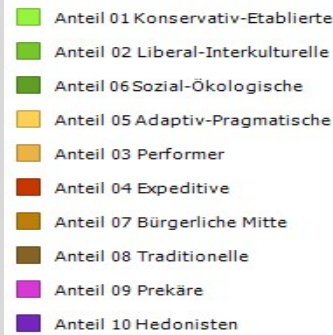 Anteil 01 Konservativ-Etablierte
Anteil 02 Liberal-Interkulturelle
Anteil 06 Sozial-Ökologische
Anteil 05 Adaptiv-Pragmatische
Anteil 03 Performer
Anteil 04 Expeditive
Anteil 07 Bürgerliche Mitte
Anteil 08 Traditionelle
Anteil 09 Prekäre
Anteil 10 Hedonisten